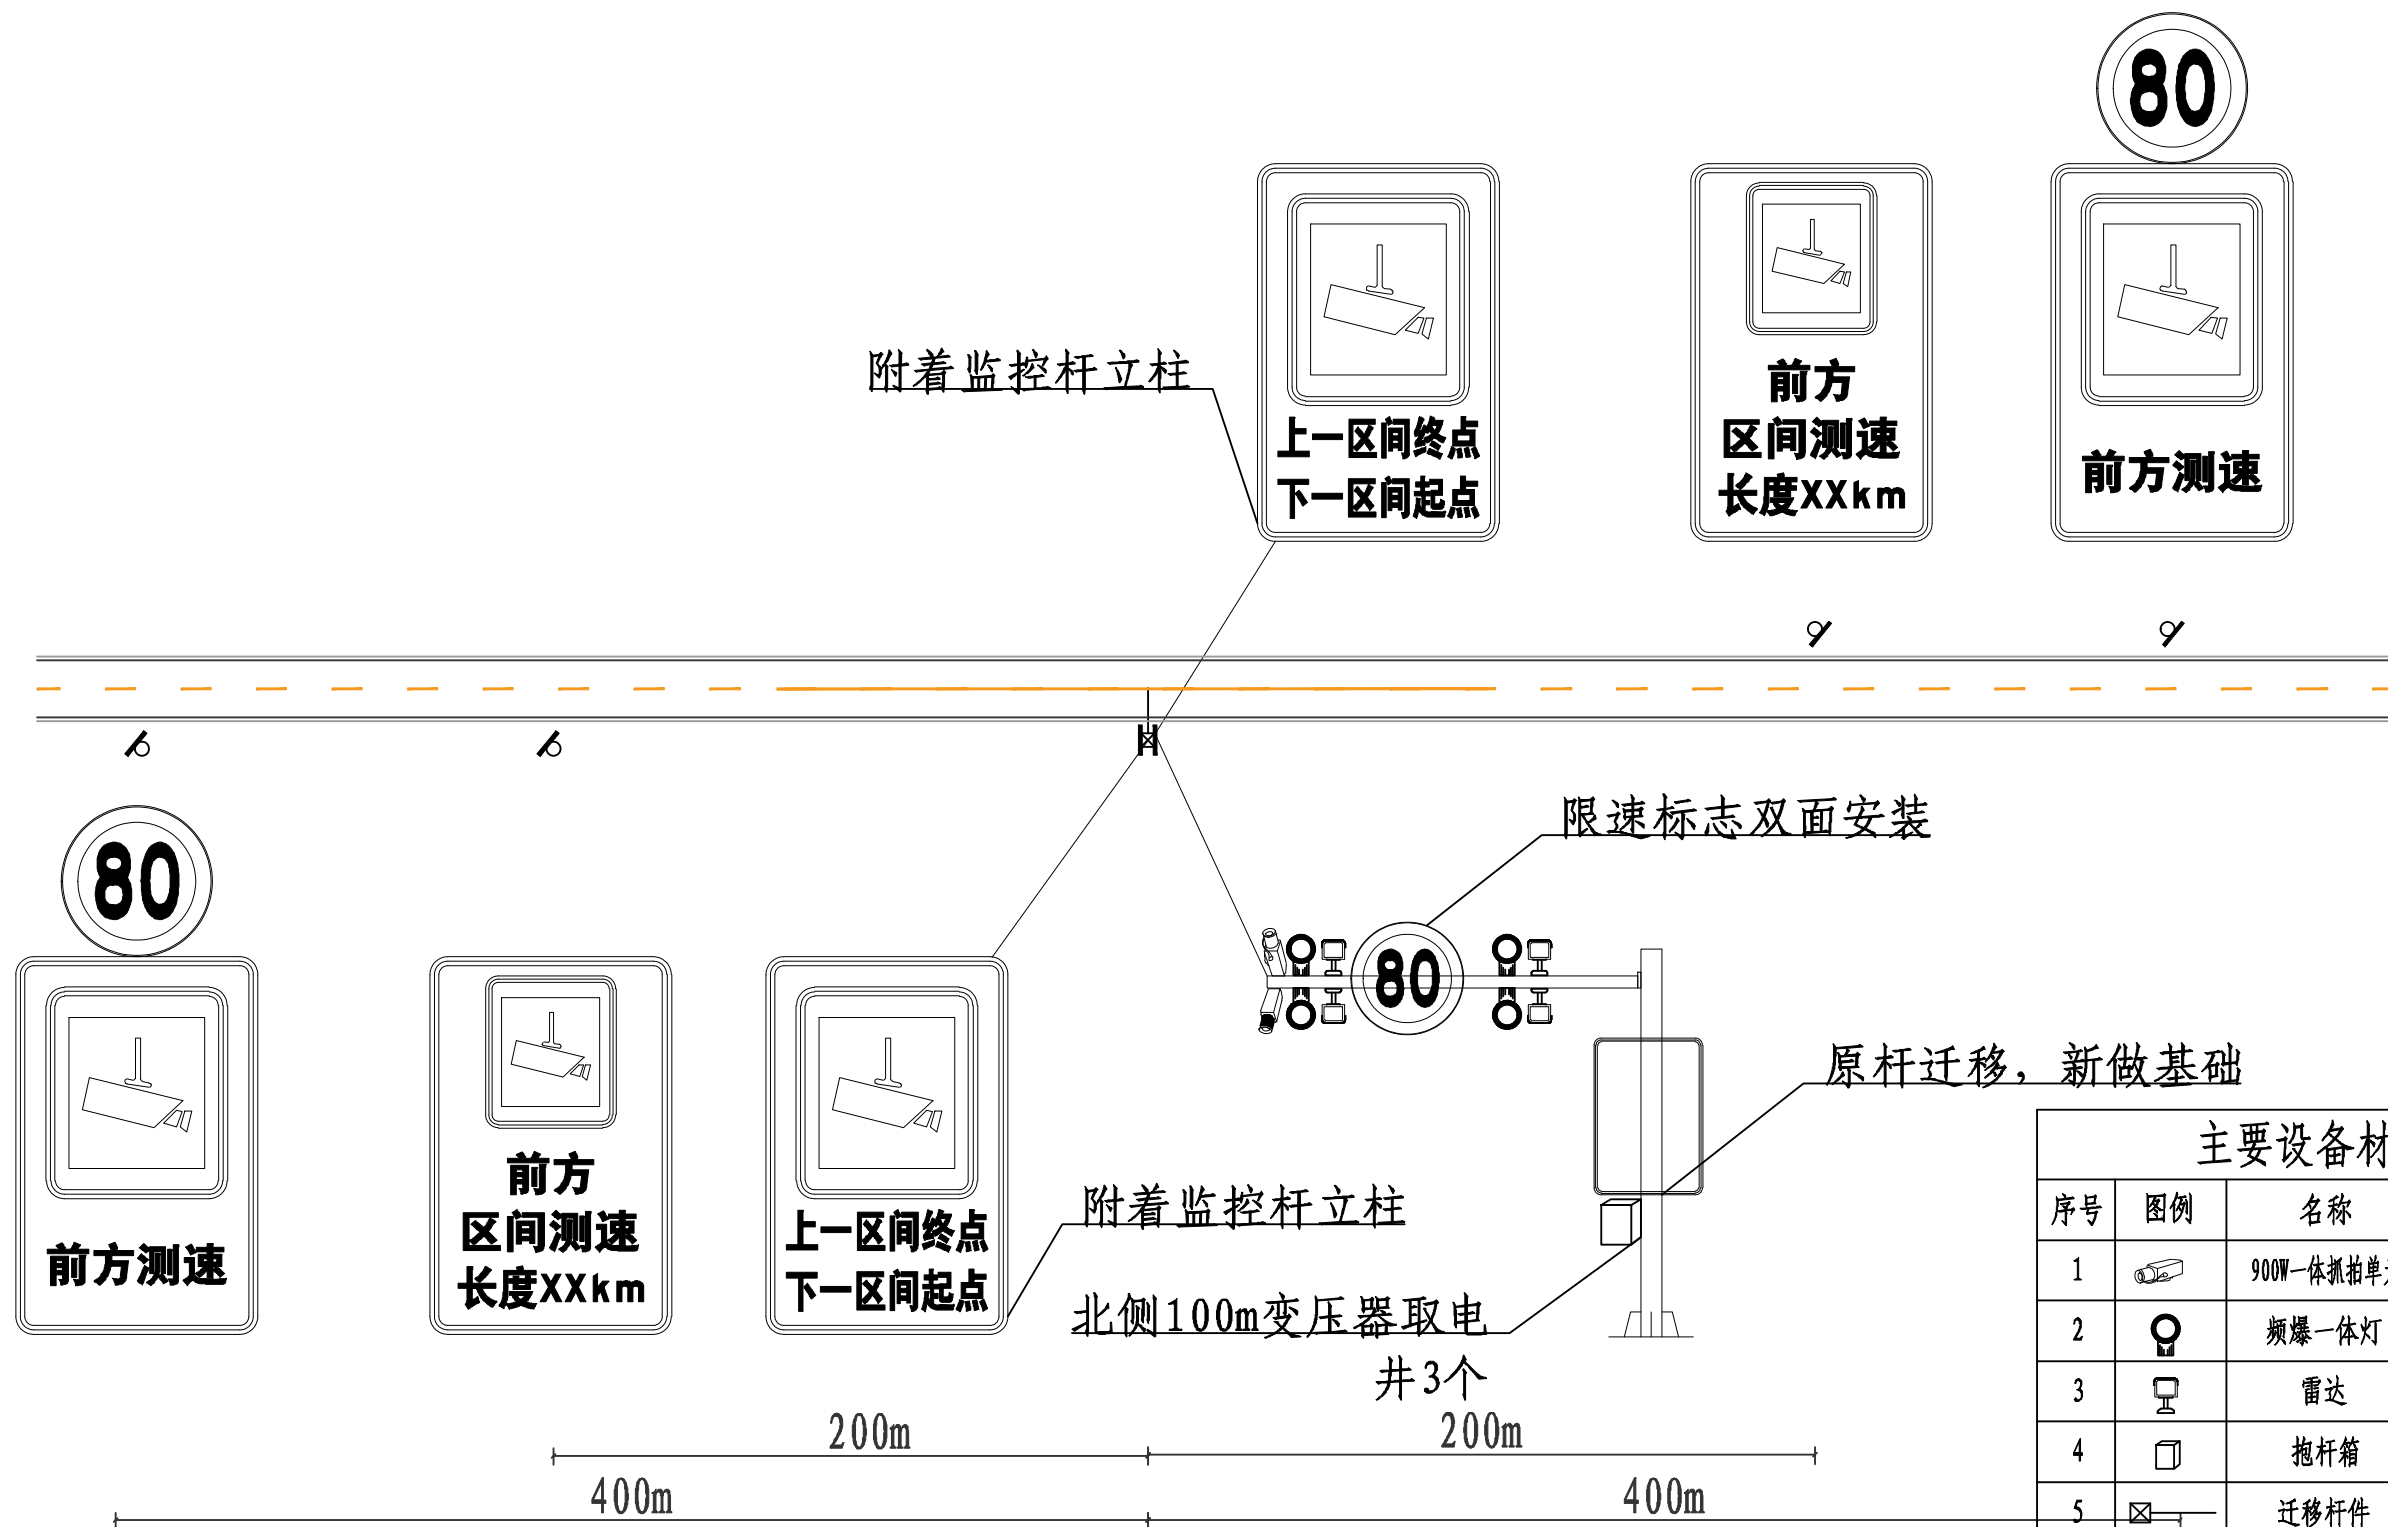 80
附着监控杆立柱
上一区间终点
下一区间起点
前方
区间测速
长度XXkm
前方测速
限速标志双面安装
80
80
前方测速
前方
区间测速
长度XXkm
上一区间终点
下一区间起点
附着监控杆立柱
原杆迁移，新做基础
北侧100m变压器取电
井3个
200m
200m
400m
400m
主要设备材
序号 图例 名称
1 900W一体抓拍单
2 频爆一体灯
3 雷达
4 抱杆箱
5 迁移杆件